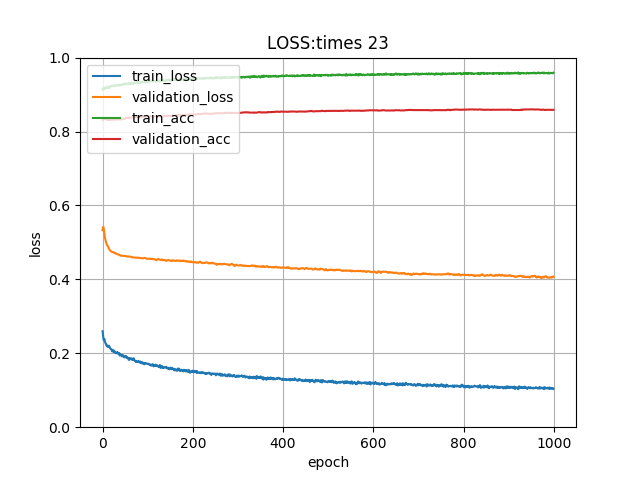 LOSS:times 23
1.0
0.8
0.6
0.4
0.2
0.0
loss
train_loss
validation_loss
train_acc
validation_acc
0 200 400 600 800 1000
epoch